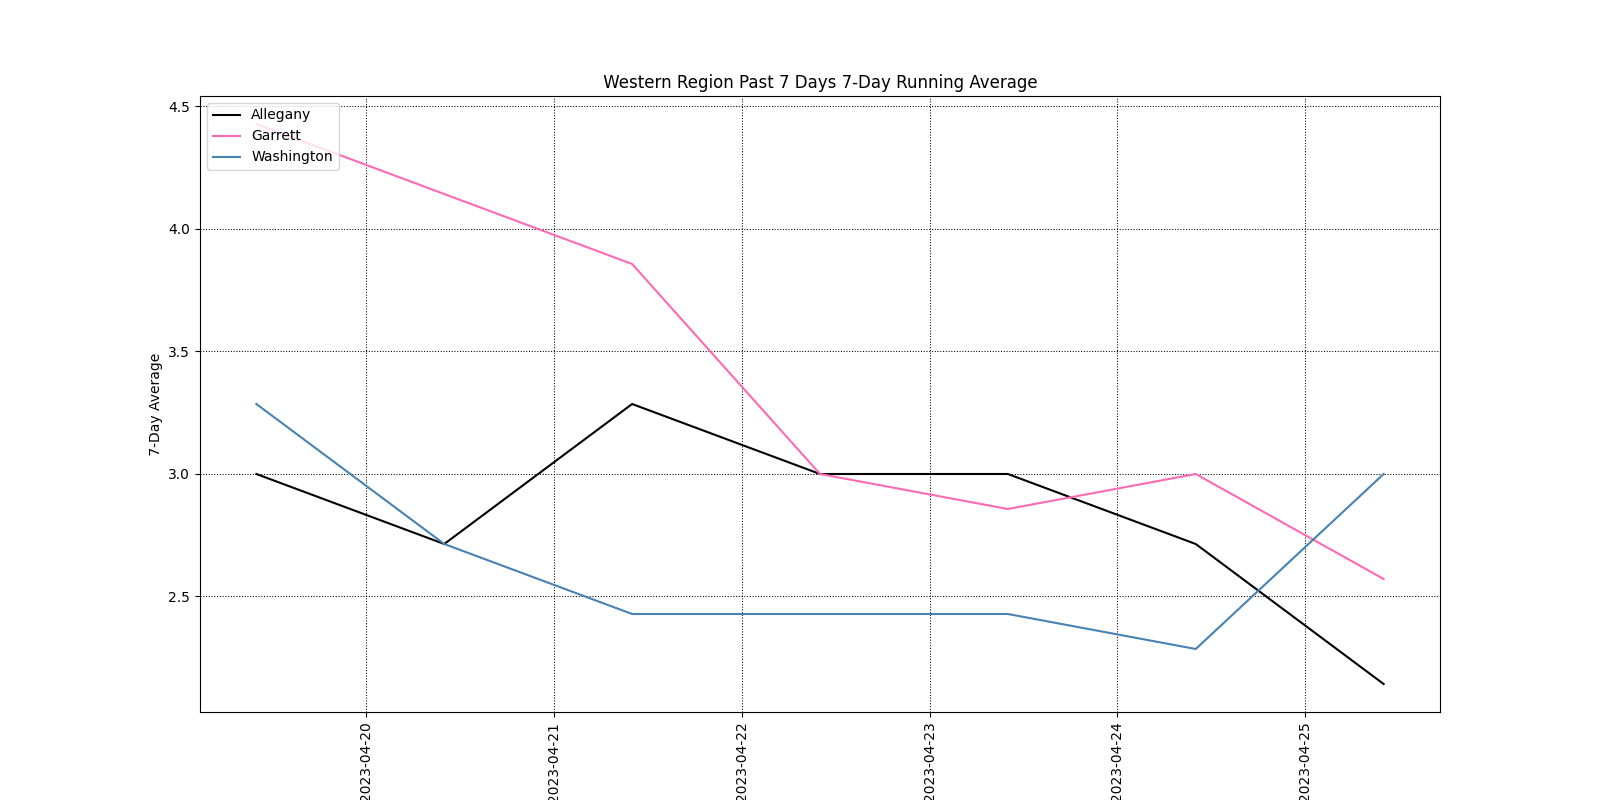 Western Region Past 7 Days 7-Day Running Average
Allegany
Garrett
Washington
7-Day Average
4.5
4.0
3.5
3.0
2.5
2023-04-20
2023-04-21
2023-04-22
2023-04-23
2023-04-24
2023-04-25